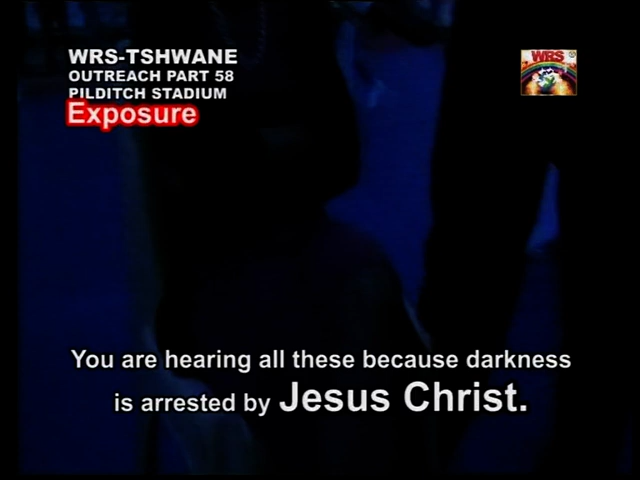 WRS-TSHWANE
OUTREACH PART 58
PILDITCH STADIUM
Exposure
WRS
You are hearing all these because darkness
is arrested by Jesus Christ.